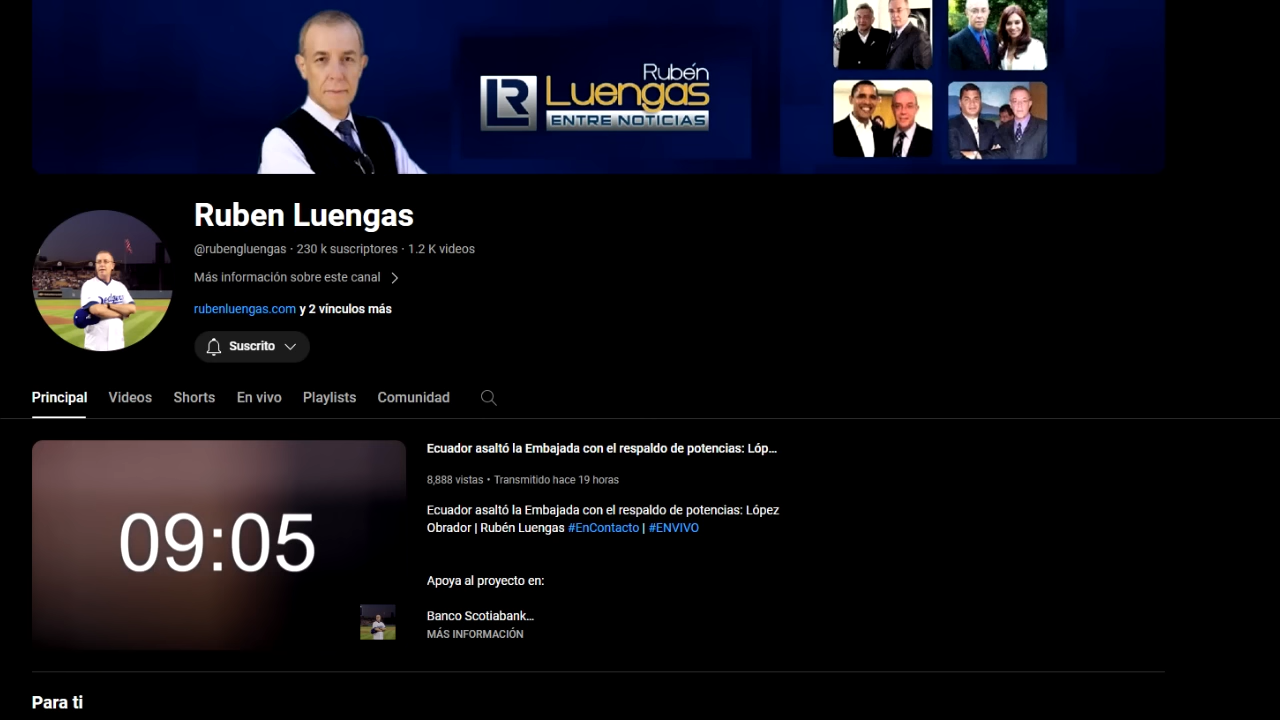 Rubén
LR
Luengas
ENTRE NOTICIAS
Ruben Luengas
@rubengluengas · 230 k suscriptores · 1.2 K videos
Más información sobre este canal
rubenluengas.com y 2 vínculos más
Suscrito
Principal Videos Shorts En vivo Playlists Comunidad
09:05
Ecuador asaltó la Embajada con el respaldo de potencias: Lóp...
8,888 vistas • Transmitido hace 19 horas
Ecuador asaltó la Embajada con el respaldo de potencias: López
Obrador | Rubén Luengas #EnContacto | #ENVIVO
Apoya al proyecto en:
Banco Scotiabank...
MÁS INFORMACIÓN
Para ti